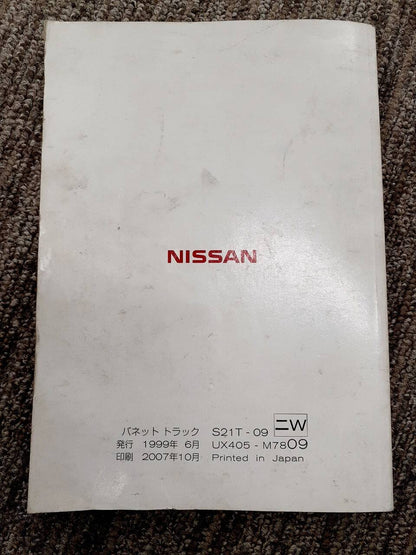 NISSAN
バネット トラック S21T - 09 ニW
発行 1999年 6月 UX405 - M7809
印刷 2007年10月 Printed in Japan